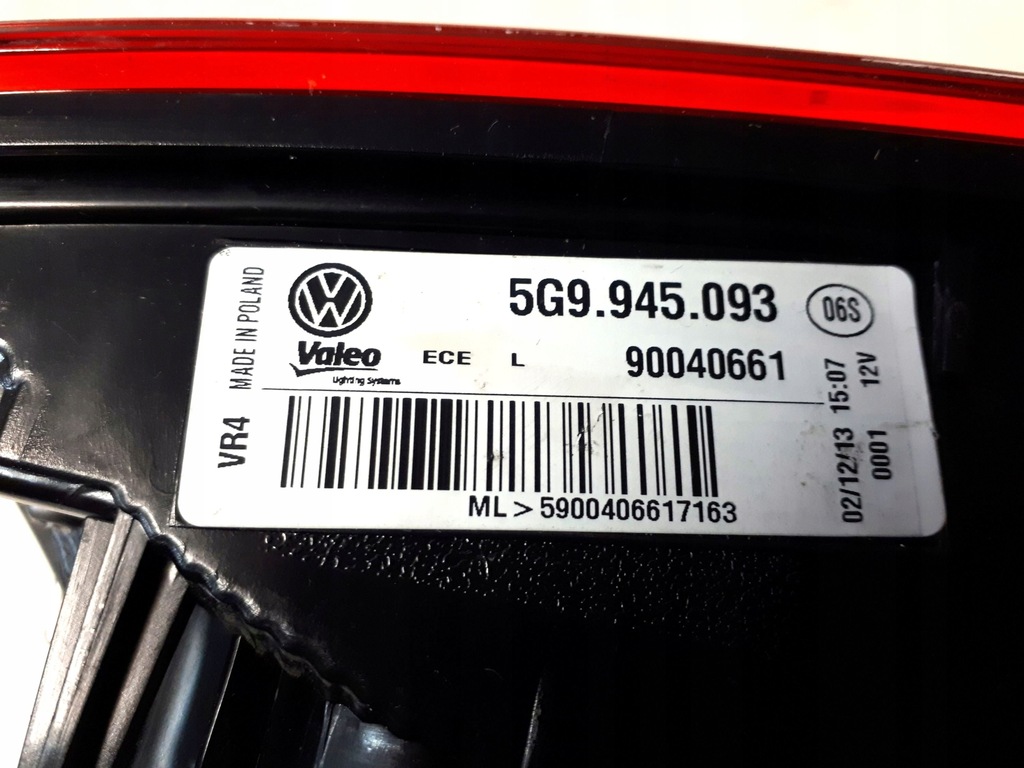 MADE IN POLAND
VW
5G9.945.093
06S
Valeo
Lighting Systems
ECE L 90040661
VR4
ML > 5900406617163
02/12/13 15:07
0001 12V